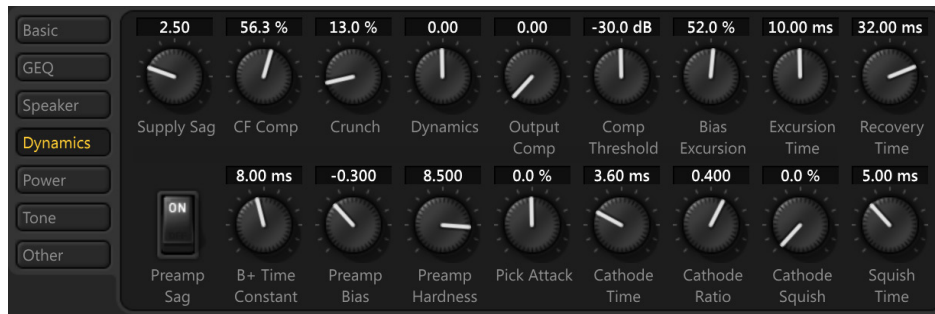 Basic
GEQ
Speaker
Dynamics
Power
Tone
Other
2.50 56.3 % 13.0 % 0.00 0.00 -30.0 dB 52.0 % 10.00 ms 32.00 ms
Supply Sag CF Comp Crunch Dynamics Output Comp Bias Excursion Recovery
Comp Threshold Excursion Time Time
8.00 ms -0.300 8.500 0.0 % 3.60 ms 0.400 0.0 % 5.00 ms
ON
Preamp B+ Time Preamp Preamp Pick Attack Cathode Cathode Cathode Squish
Sag Constant Bias Hardness Time Ratio Squish Time